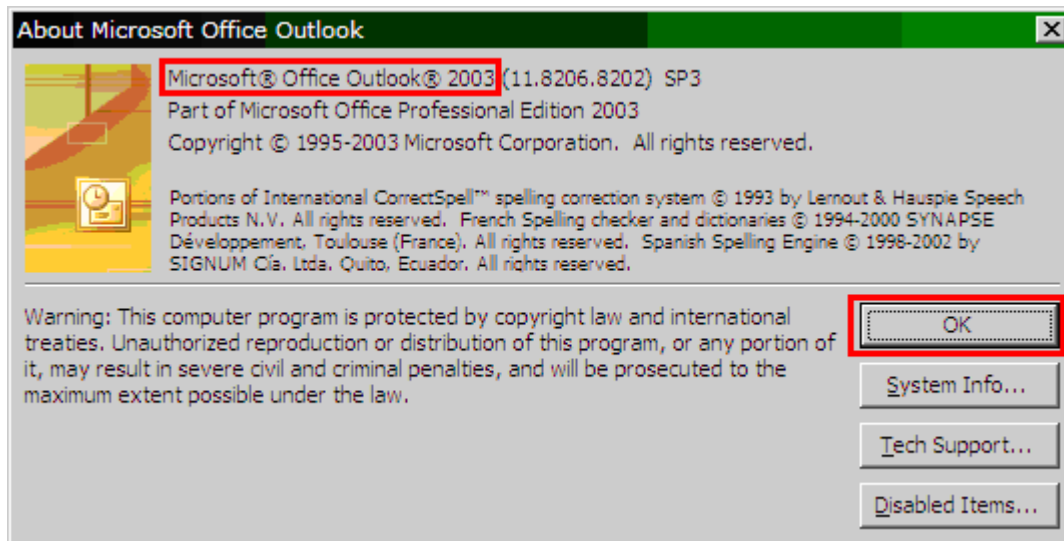 About Microsoft Office Outlook
Microsoft® Office Outlook® 2003 (11.8206.8202) SP3
Part of Microsoft Office Professional Edition 2003
Copyright © 1995-2003 Microsoft Corporation. All rights reserved.
Portions of International CorrectSpell™ spelling correction system © 1993 by Lernout & Hauspie Speech
Products N.V. All rights reserved. French Spelling checker and dictionaries © 1994-2000 SYNAPSE
Développement, Toulouse (France). All rights reserved. Spanish Spelling Engine © 1998-2002 by
SIGNUM Cía. Ltda. Quito, Ecuador. All rights reserved.
Warning: This computer program is protected by copyright law and international
treaties. Unauthorized reproduction or distribution of this program, or any portion of
it, may result in severe civil and criminal penalties, and will be prosecuted to the
maximum extent possible under the law.
OK
System Info...
Tech Support...
Disabled Items...